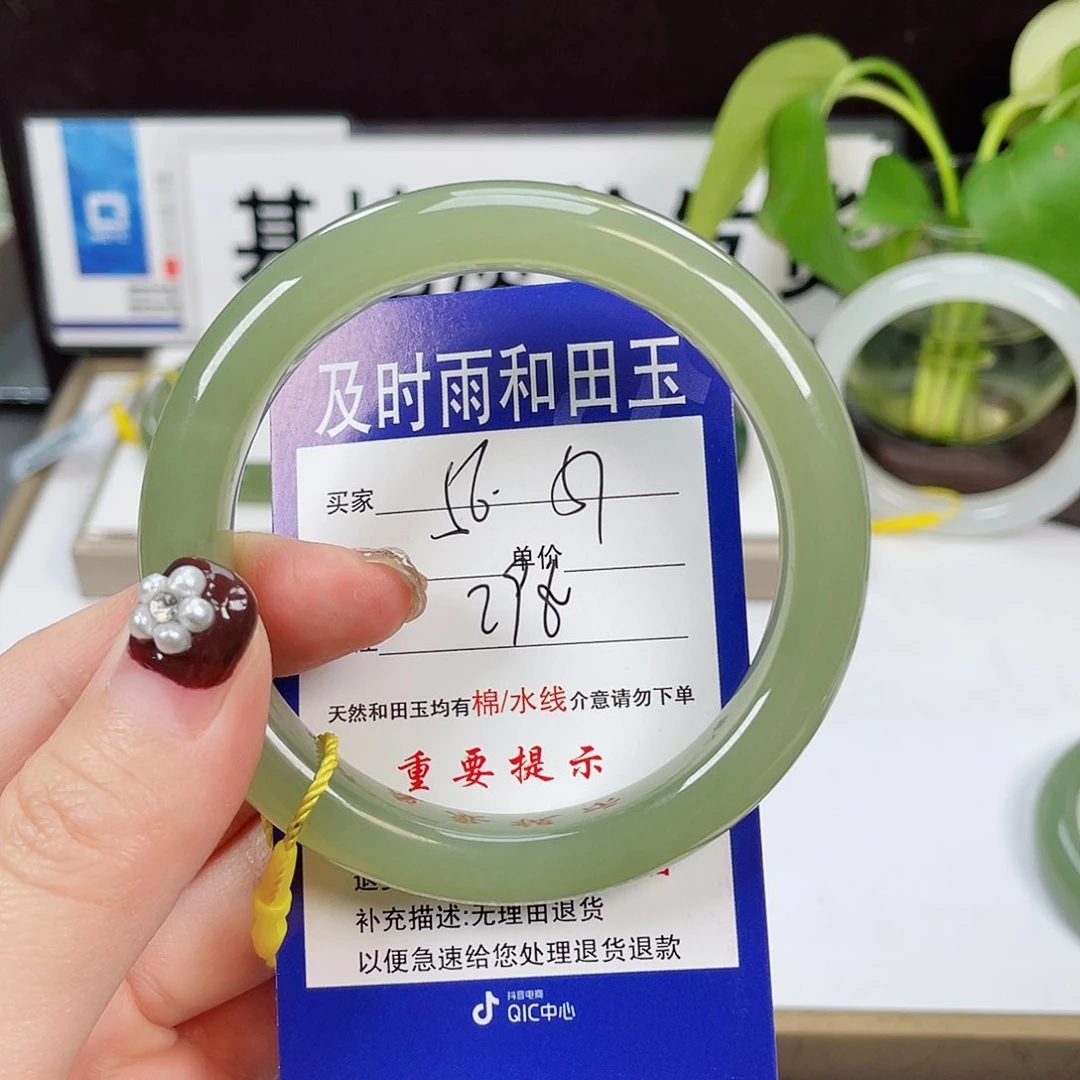 基
及时雨和田玉
买家 56.
单价
298
天然和田玉均有棉/水线介意请勿下单
重要提示
补充描述:无理由退货
以便急速给您处理退货退款
抖音电商
QIC中心